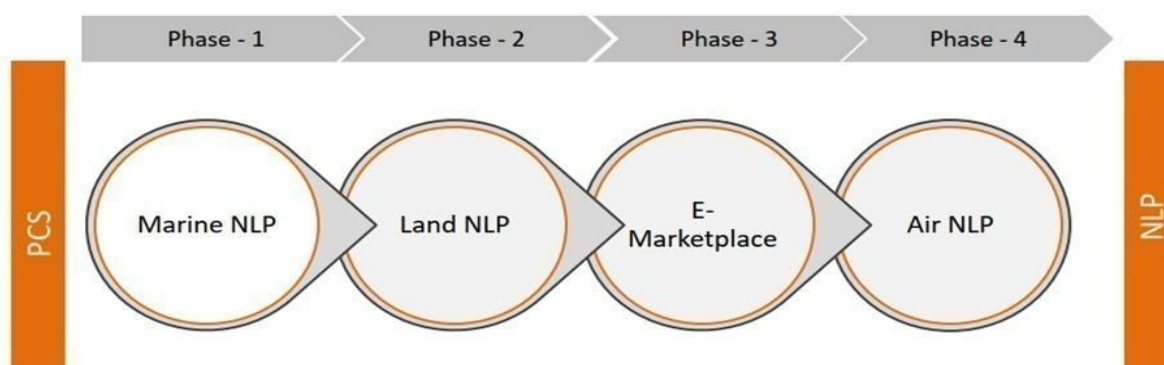 Phase - 1
Phase - 2
Phase - 3
Phase - 4
PCS
Marine NLP
Land NLP
E-
Marketplace
Air NLP
NLP